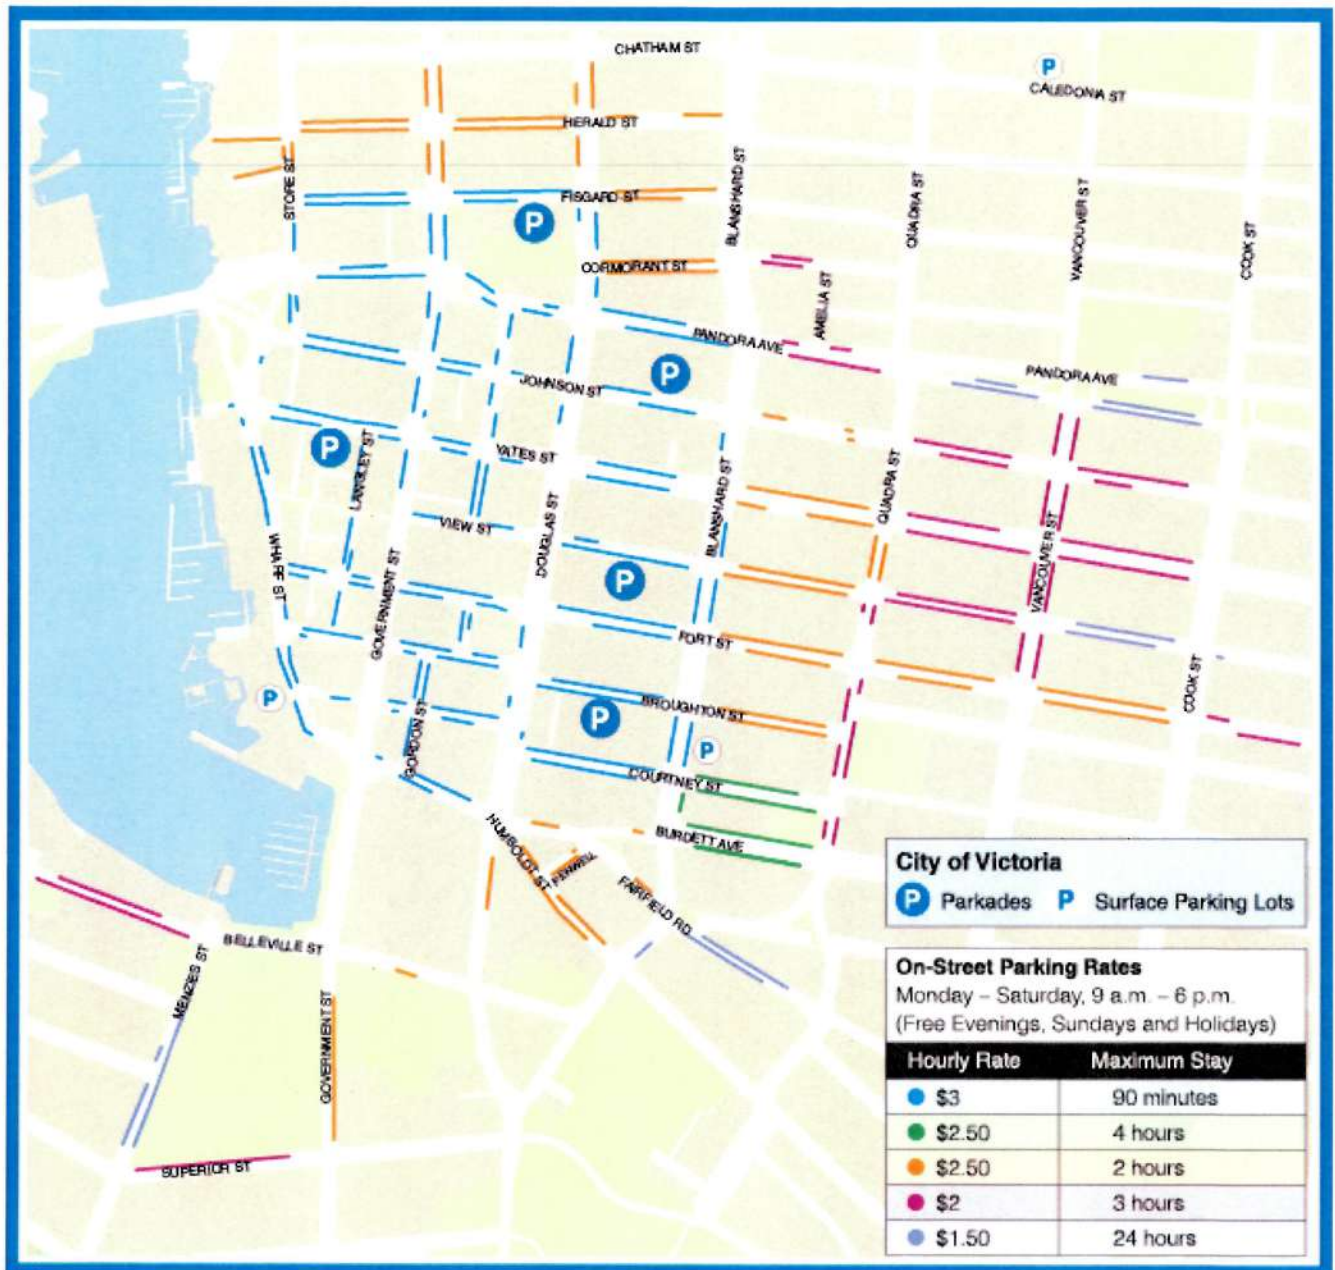 CHATHAM ST
P
CALEDONIA ST
HERALD ST
STORE ST
FISGARD ST
P
BLANSHARD ST
QUADRA ST
VANCOUVER ST
COOK ST
CORMORANT ST
AMELIA ST
PANDORA AVE
P
PANDORA AVE
JOHNSON ST
P
LANGLEY ST
YATES ST
BLANSHARD ST
QUADRA ST
VIEW ST
DOUGLAS ST
WHARF ST
GOVERNMENT ST
P
VANCOUVER ST
FORT ST
P
GORDON ST
BROUGHTON ST
P
P
COOK ST
COURTNEY ST
HUMBOLDT ST
BURDETT AVE
PENWELL
FAIRFIELD RD
BELLEVILLE ST
MENZIES ST
GOVERNMENT ST
SUPERIOR ST
City of Victoria
P Parkades P Surface Parking Lots
On-Street Parking Rates
Monday – Saturday, 9 a.m. – 6 p.m.
(Free Evenings, Sundays and Holidays)
Hourly Rate Maximum Stay
$3 90 minutes
$2.50 4 hours
$2.50 2 hours
$2 3 hours
$1.50 24 hours